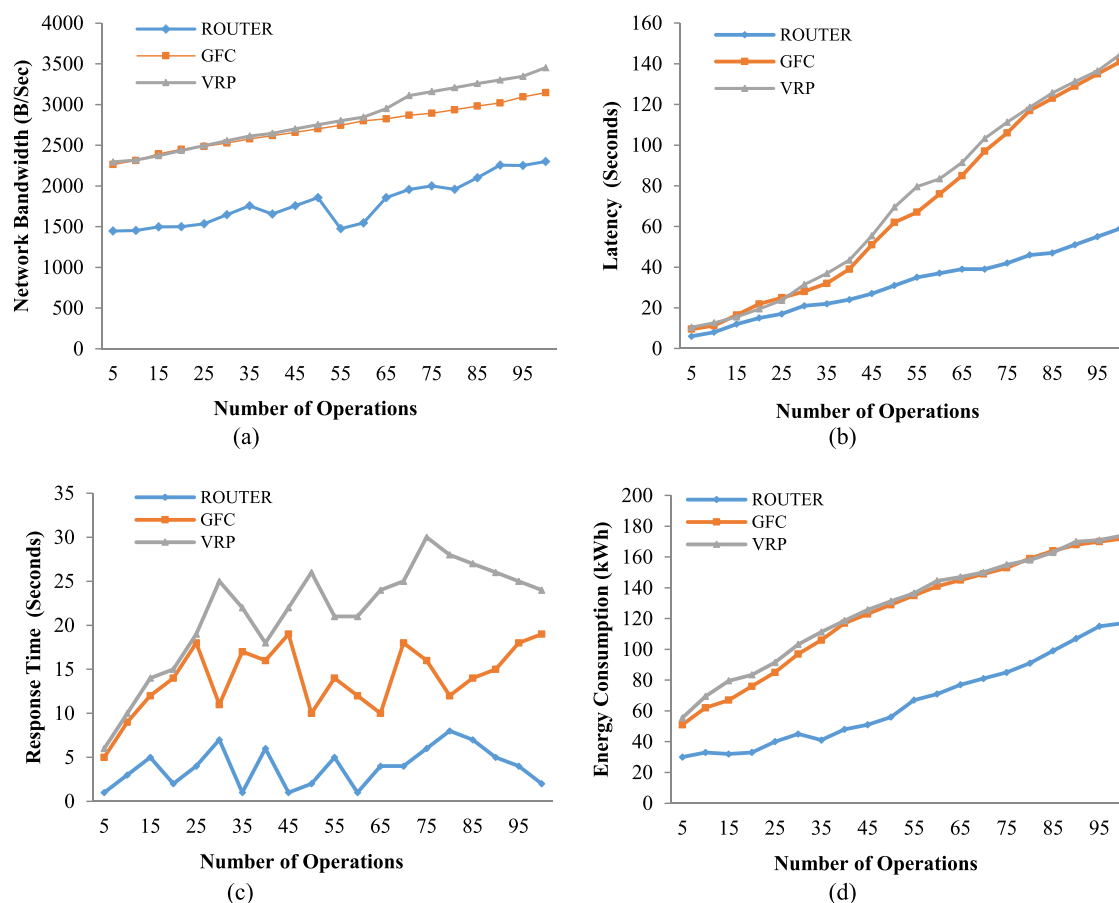 4000
3500
3000
2500
2000
1500
1000
500
0
Network Bandwidth (B/Sec)
ROUTER
GFC
VRP
5 15 25 35 45 55 65 75 85 95
Number of Operations
(a)
160
140
120
100
80
60
40
20
0
Latency (Seconds)
ROUTER
GFC
VRP
5 15 25 35 45 55 65 75 85 95
Number of Operations
(b)
35
30
25
20
15
10
5
0
Response Time (Seconds)
ROUTER
GFC
VRP
5 15 25 35 45 55 65 75 85 95
Number of Operations
(c)
200
180
160
140
120
100
80
60
40
20
0
Energy Consumption (kWh)
ROUTER
GFC
VRP
5 15 25 35 45 55 65 75 85 95
Number of Operations
(d)